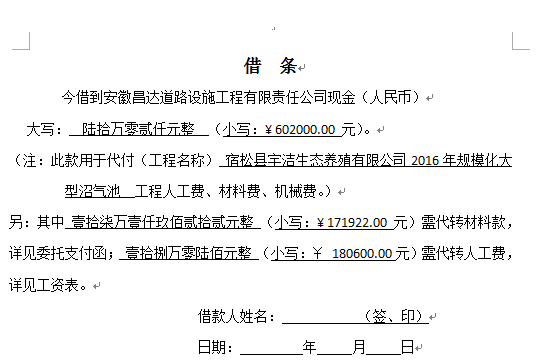 借 条
今借到安徽昌达道路设施工程有限责任公司现金（人民币）
大写： 陆拾万零贰仟元整 （小写：¥602000.00 元）。
（注：此款用于代付（工程名称） 宿松县宇洁生态养殖有限公司 2016 年规模化大
型沼气池 工程人工费、材料费、机械费。）
另：其中 壹拾柒万壹仟玖佰贰拾贰元整 （小写：¥171922.00 元）需代转材料款，
详见委托支付函；壹拾捌万零陆佰元整 （小写：￥ 180600.00 元）需代转人工费，
详见工资表。
借款人姓名： （签、印）
日期： 年 月 日